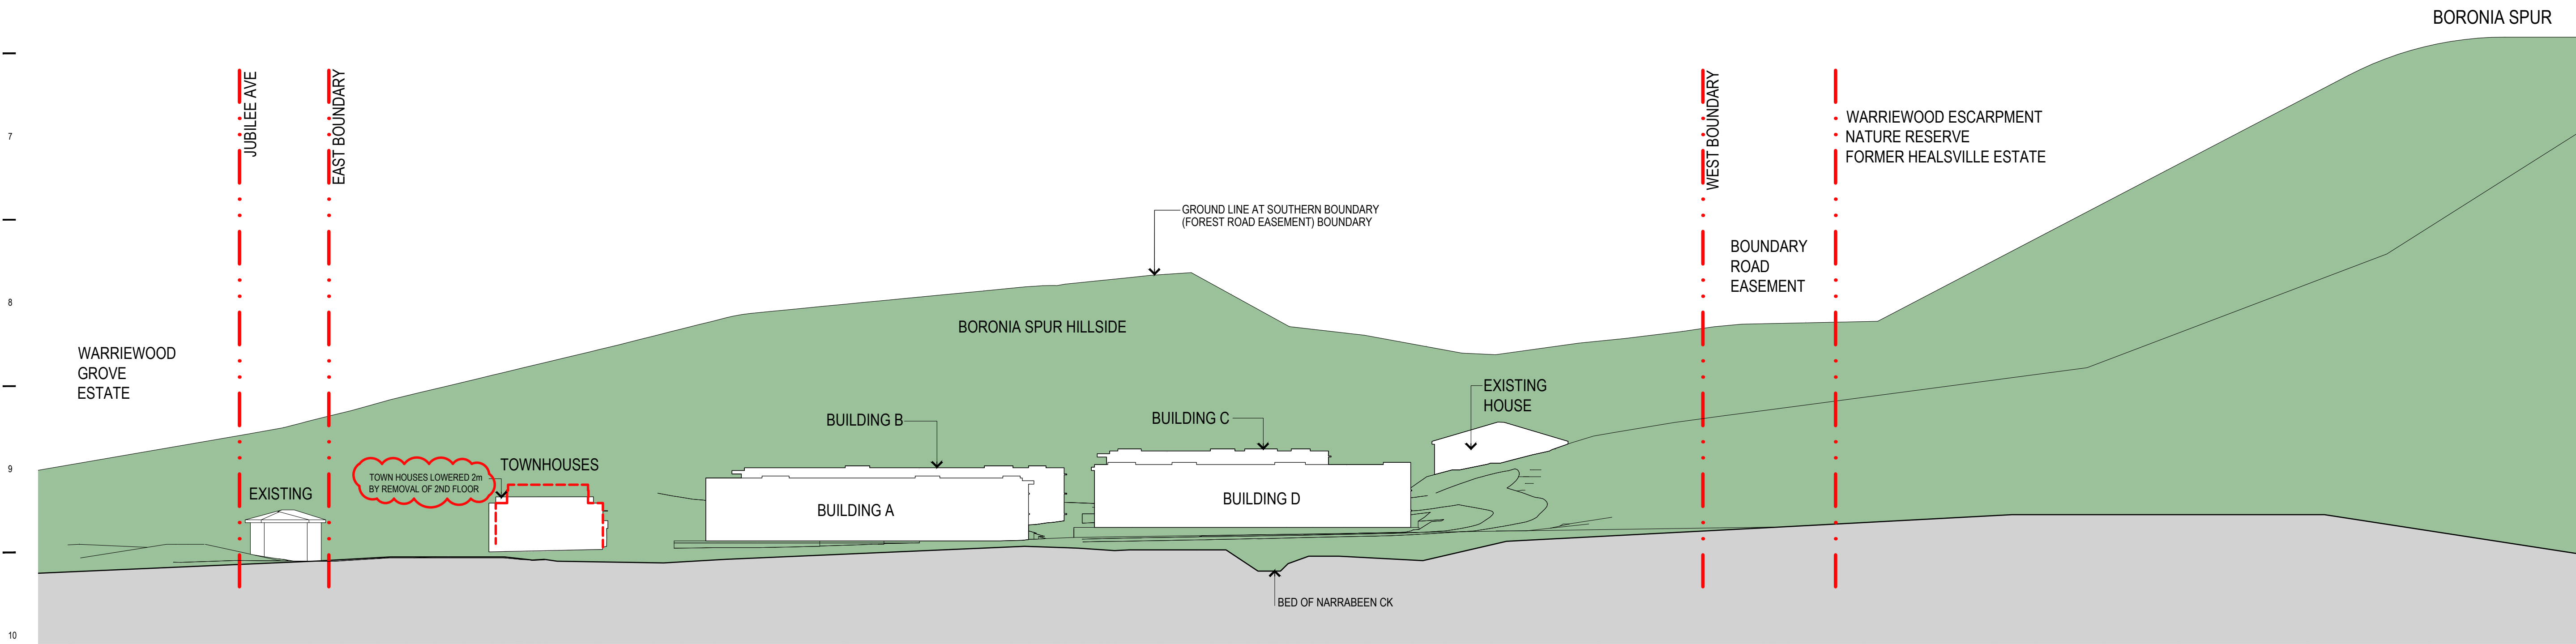 BORONIA SPUR
JUBILEE AVE
EAST BOUNDARY
WEST BOUNDARY
WARRIEWOOD ESCARPMENT
NATURE RESERVE
FORMER HEALSVILLE ESTATE
7
GROUND LINE AT SOUTHERN BOUNDARY
(FOREST ROAD EASEMENT) BOUNDARY
BOUNDARY
ROAD
EASEMENT
8
BORONIA SPUR HILLSIDE
WARRIEWOOD
GROVE
ESTATE
EXISTING
HOUSE
BUILDING B
BUILDING C
9
TOWNHOUSES
TOWN HOUSES LOWERED 2m
BY REMOVAL OF 2ND FLOOR
EXISTING
BUILDING A
BUILDING D
BED OF NARRABEEN CK
10